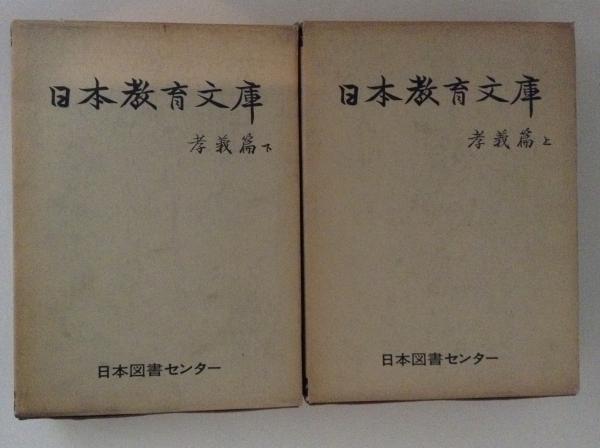 日本教育文庫
孝義篇下
日本図書センター
日本教育文庫
孝義篇上
日本図書センター